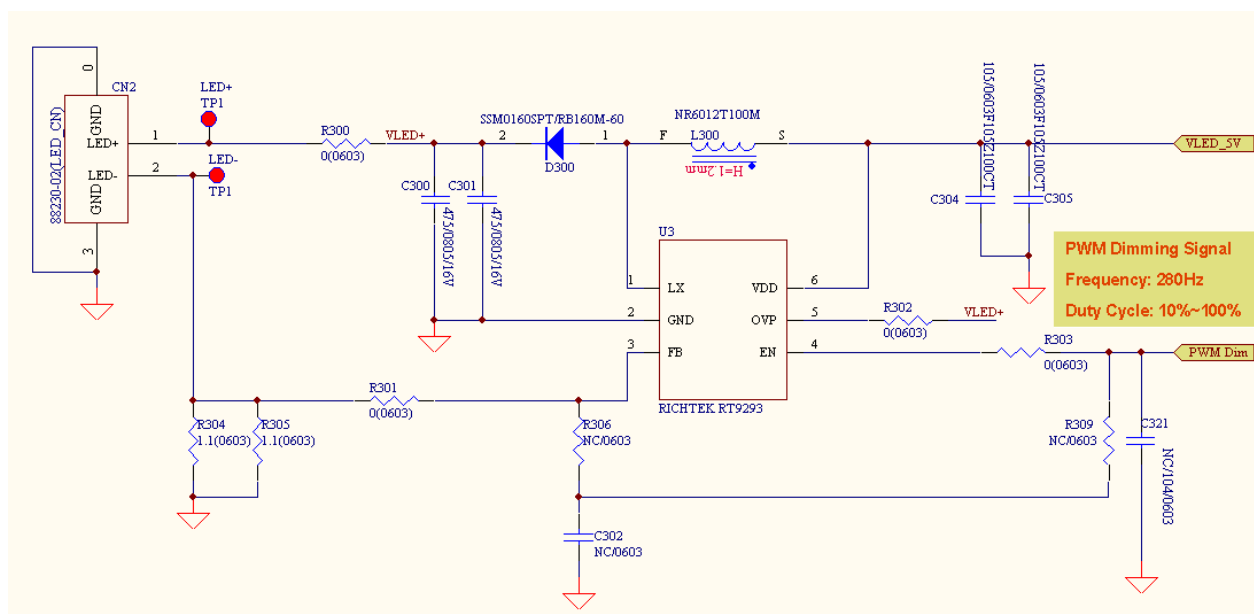 0
CN2
LED+
TP1
GND
LED+
1
LED-
2
LED-
TP1
GND
3
88230-02(LED_CN)
R300
0(0603)
VLED+
2
SSM0160SPT/RB160M-60
1
D300
C300
475/0805/16V
C301
475/0805/16V
NR6012T100M
F
L300
S
H=1.2mm
105/0603F105Z100CT
105/0603F105Z100CT
C304
C305
VLED_5V
U3
1
LX
VDD
6
2
GND
OVP
5
3
FB
EN
4
RICHTEK RT9293
R302
0(0603)
VLED+
PWM Dimming Signal
Frequency: 280Hz
Duty Cycle: 10%~100%
R303
0(0603)
PWM Dim
R301
0(0603)
R304
1.1(0603)
R305
1.1(0603)
R306
NC/0603
R309
NC/0603
C321
NC/104/0603
C302
NC/0603